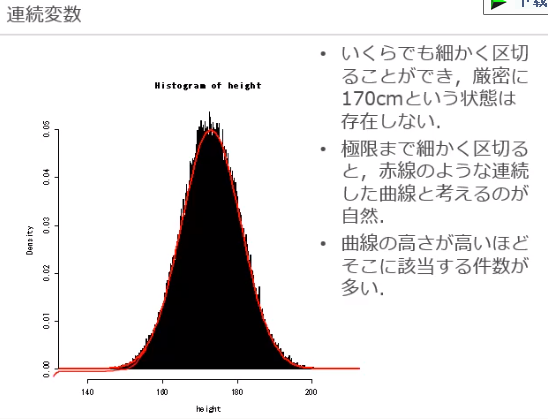 下载
連続変数
• いくらでも細かく区切
ることができ，厳密に
170cmという状態は
存在しない．
• 極限まで細かく区切る
と，赤線のような連続
した曲線と考えるのが
自然．
• 曲線の高さが高いほど
そこに該当する件数が
多い．
Histogram of height
Density
0.05
0.04
0.03
0.02
0.01
0.00
140 160 180 200
height